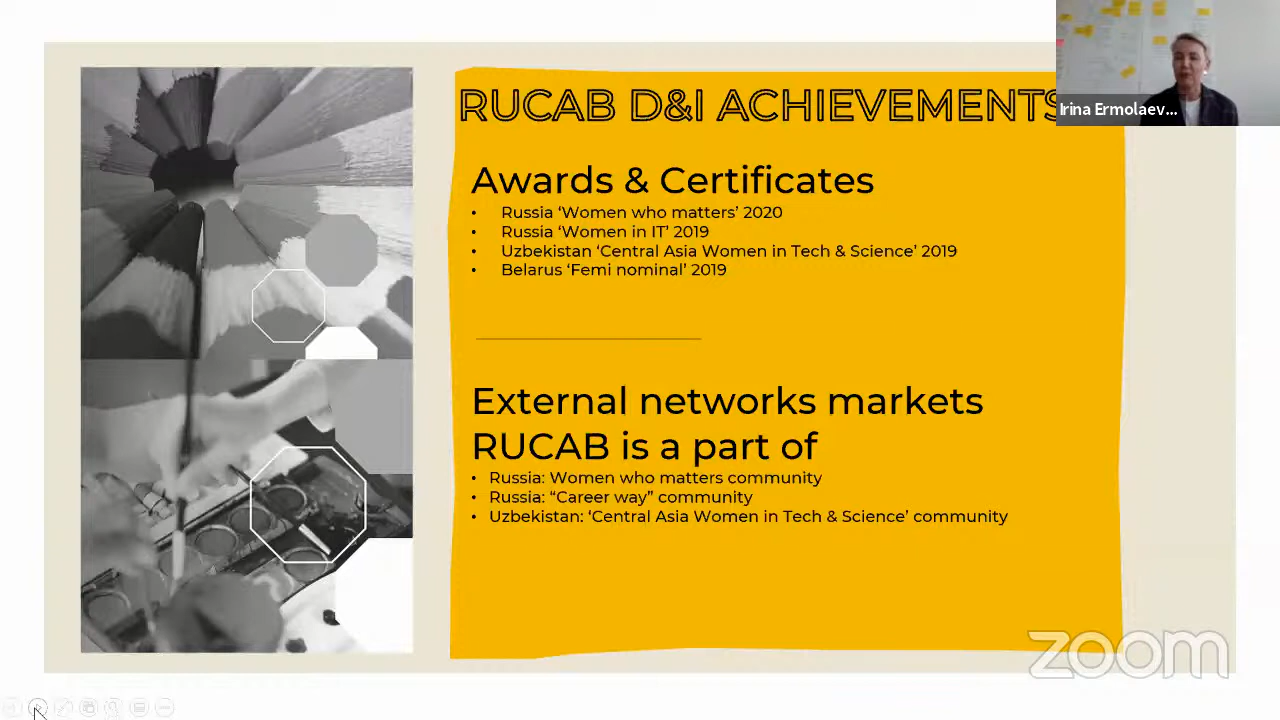 RUCAB D&I ACHIEVEMENTS
Irina Ermolaev...
Awards & Certificates
• Russia ‘Women who matters’ 2020
• Russia ‘Women in IT’ 2019
• Uzbekistan ‘Central Asia Women in Tech & Science’ 2019
• Belarus ‘Femi nominal’ 2019
External networks markets
RUCAB is a part of
• Russia: Women who matters community
• Russia: “Career way” community
• Uzbekistan: ‘Central Asia Women in Tech & Science’ community
zoom